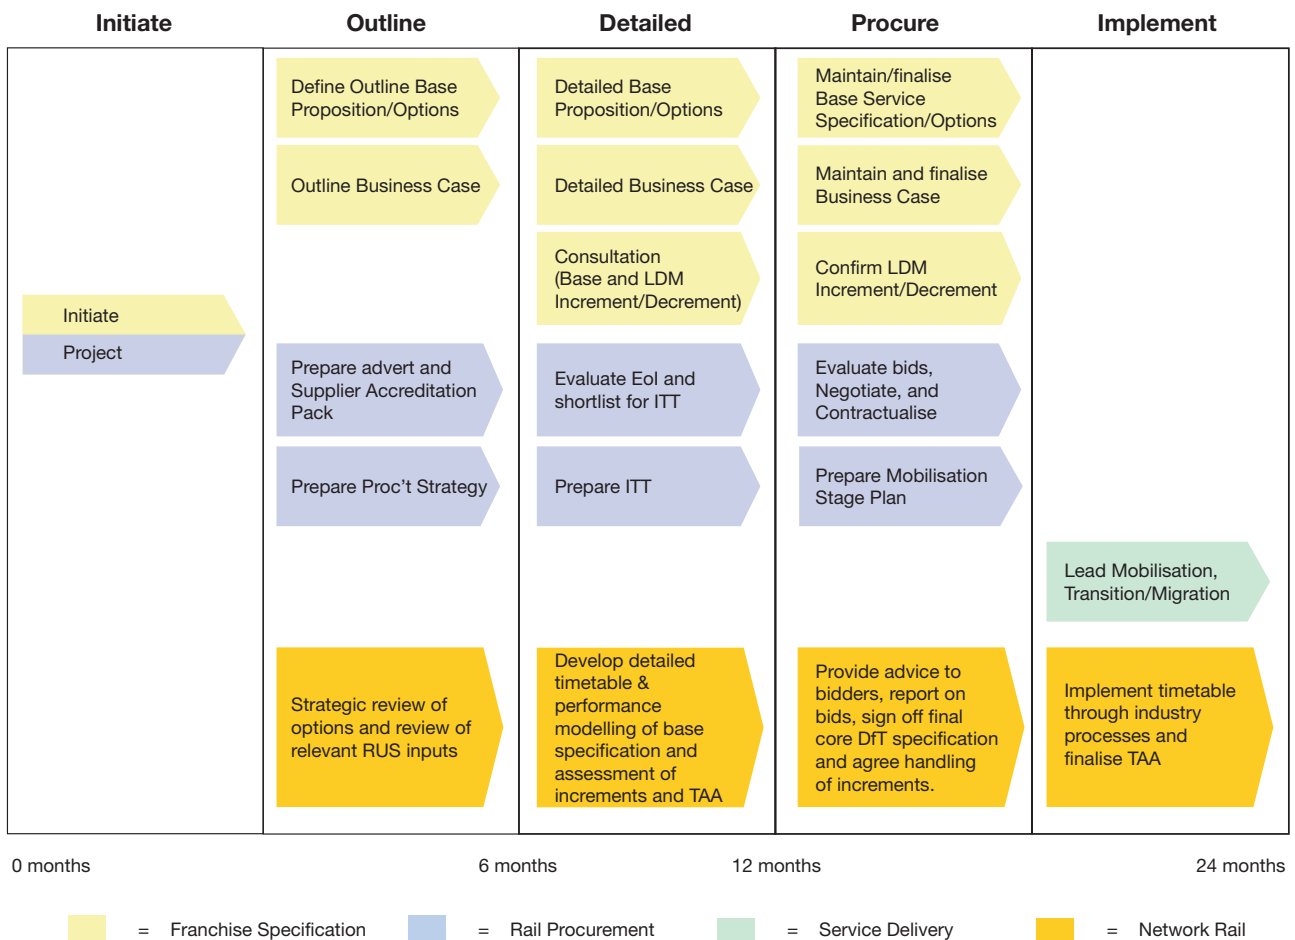 Initiate
Outline
Detailed
Procure
Implement
Initiate
Project
Define Outline Base
Proposition/Options
Outline Business Case
Prepare advert and
Supplier Accreditation
Pack
Prepare Proc't Strategy
Strategic review of
options and review of
relevant RUS inputs
Detailed Base
Proposition/Options
Detailed Business Case
Consultation
(Base and LDM
Increment/Decrement)
Evaluate EoI and
shortlist for ITT
Prepare ITT
Develop detailed
timetable &
performance
modelling of base
specification and
assessment of
increments and TAA
Maintain/finalise
Base Service
Specification/Options
Maintain and finalise
Business Case
Confirm LDM
Increment/Decrement
Evaluate bids,
Negotiate, and
Contractualise
Prepare Mobilisation
Stage Plan
Provide advice to
bidders, report on
bids, sign off final
core DfT specification
and agree handling
of increments.
Lead Mobilisation,
Transition/Migration
Implement timetable
through industry
processes and
finalise TAA
0 months
6 months
12 months
24 months
= Franchise Specification
= Rail Procurement
= Service Delivery
= Network Rail